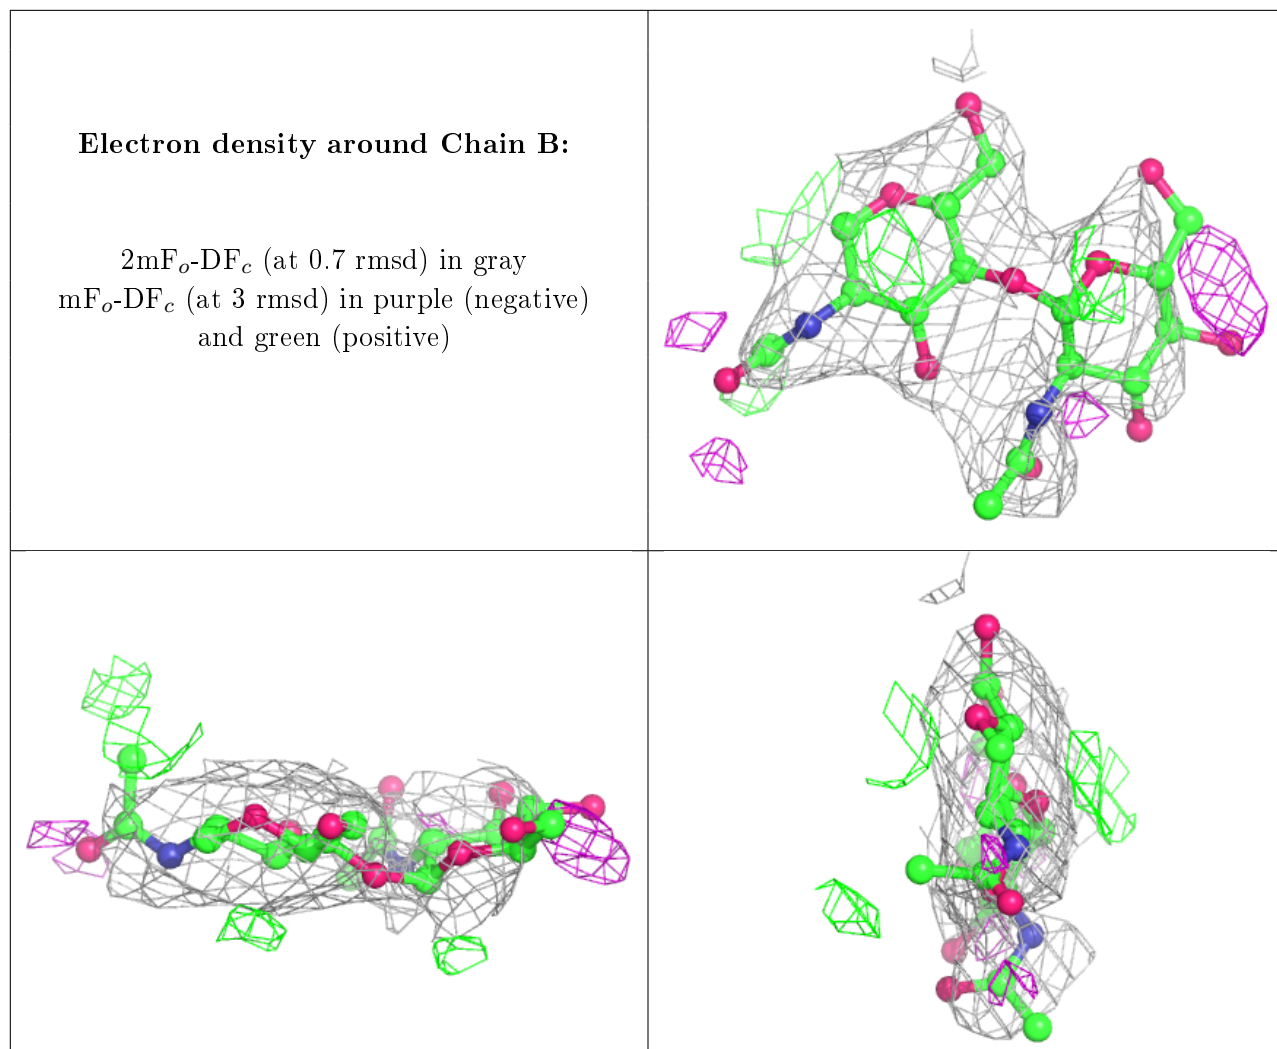 Electron density around Chain B:
2mFo-DFc (at 0.7 rmsd) in gray
mFo-DFc (at 3 rmsd) in purple (negative)
and green (positive)